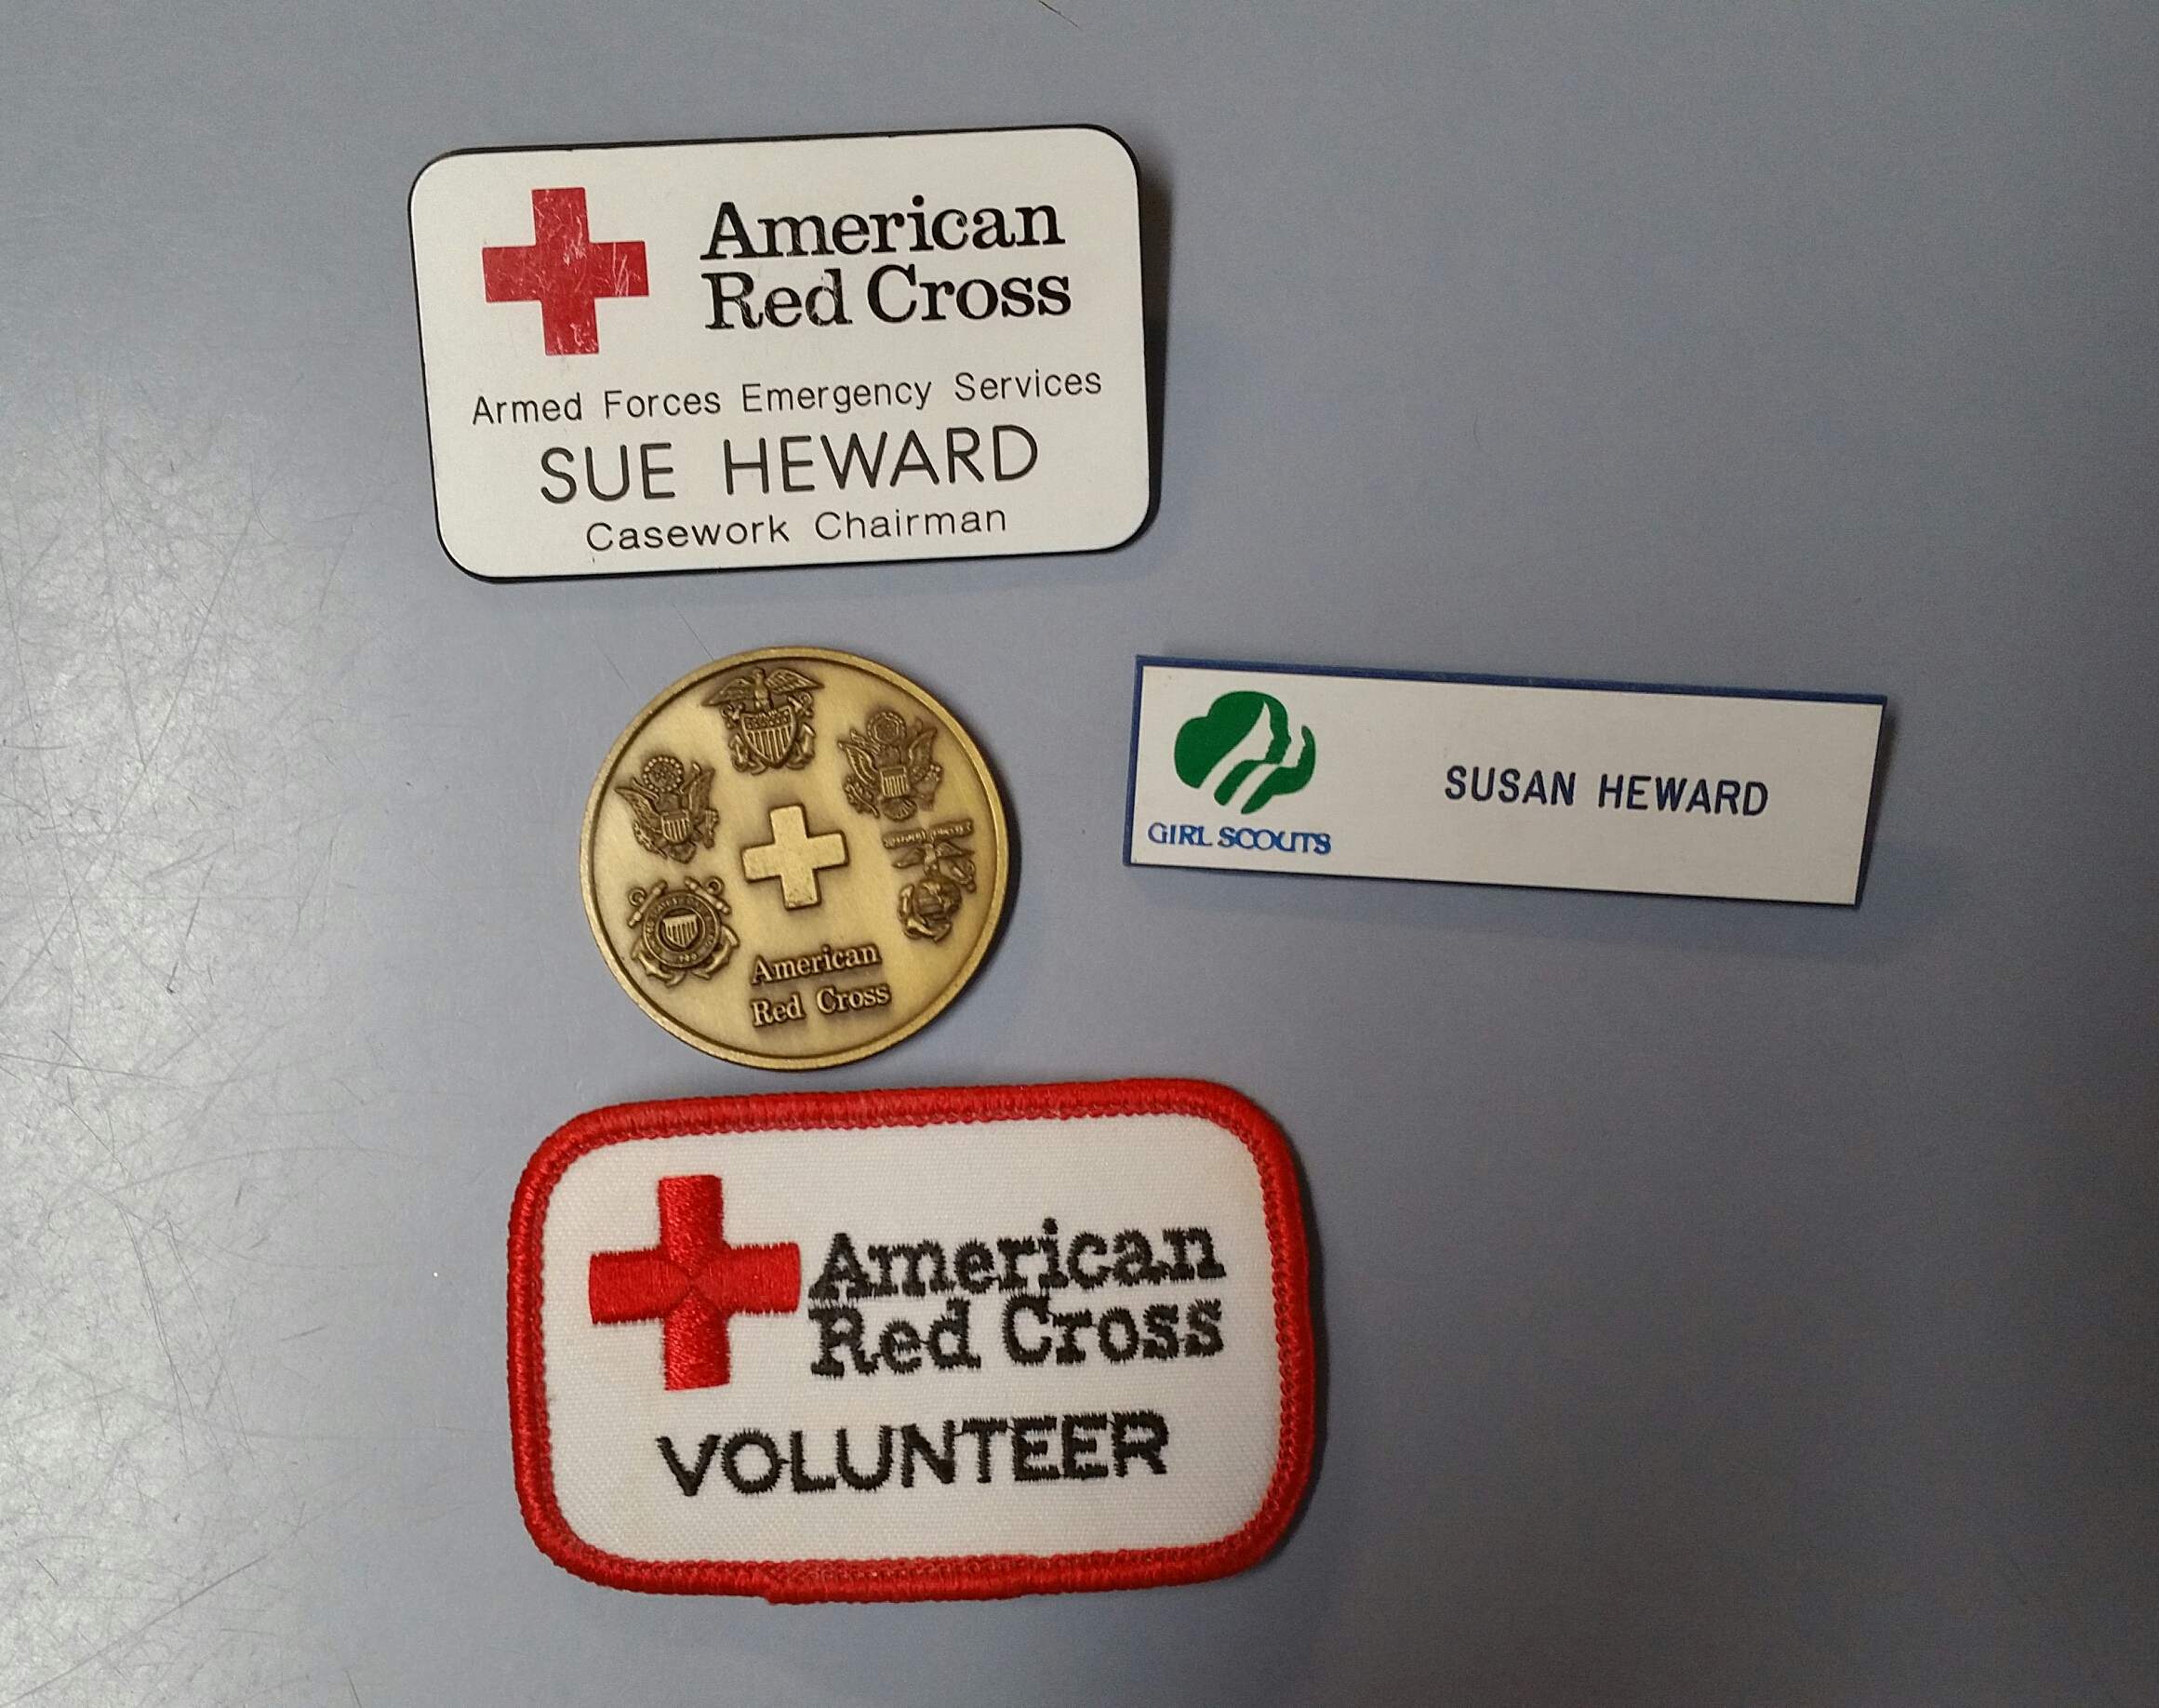 American
Red Cross
Armed Forces Emergency Services
SUE HEWARD
Casework Chairman
GIRL SCOUTS
SUSAN HEWARD
American
Red Cross
American
Red Cross
VOLUNTEER